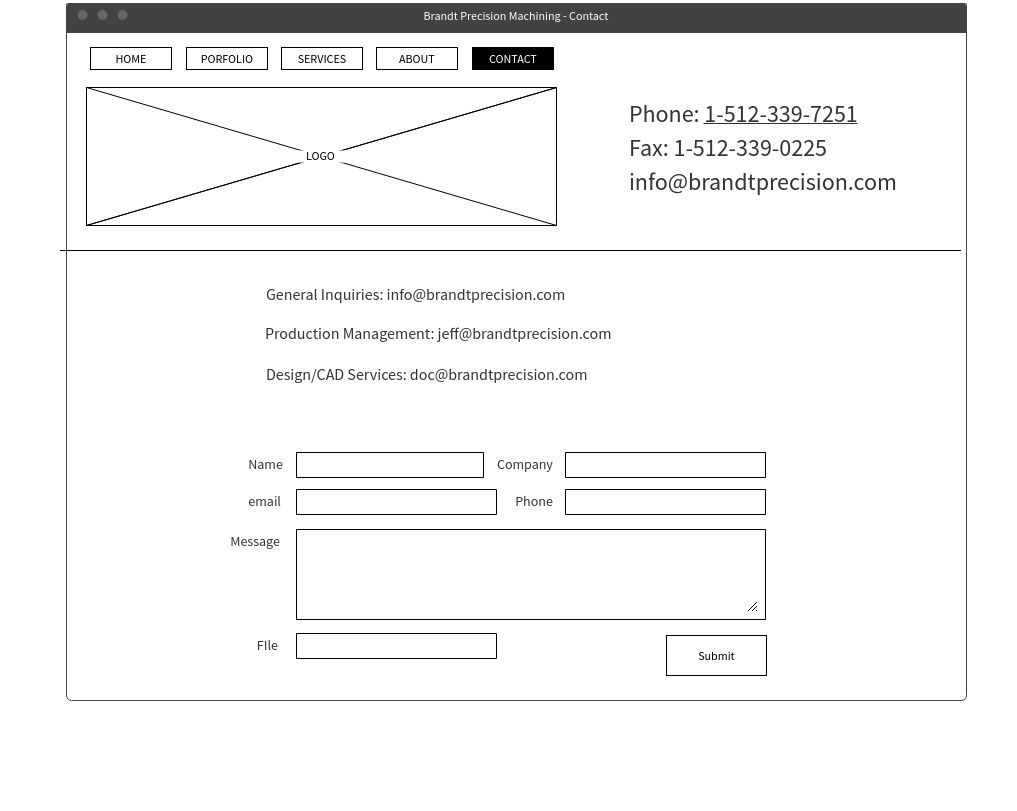 Brandt Precision Machining - Contact
HOME PORFOLIO SERVICES ABOUT CONTACT
LOGO
Phone: 1-512-339-7251
Fax: 1-512-339-0225
info@brandtprecision.com
General Inquiries: info@brandtprecision.com
Production Management: jeff@brandtprecision.com
Design/CAD Services: doc@brandtprecision.com
Name Company
email Phone
Message
FIle
Submit